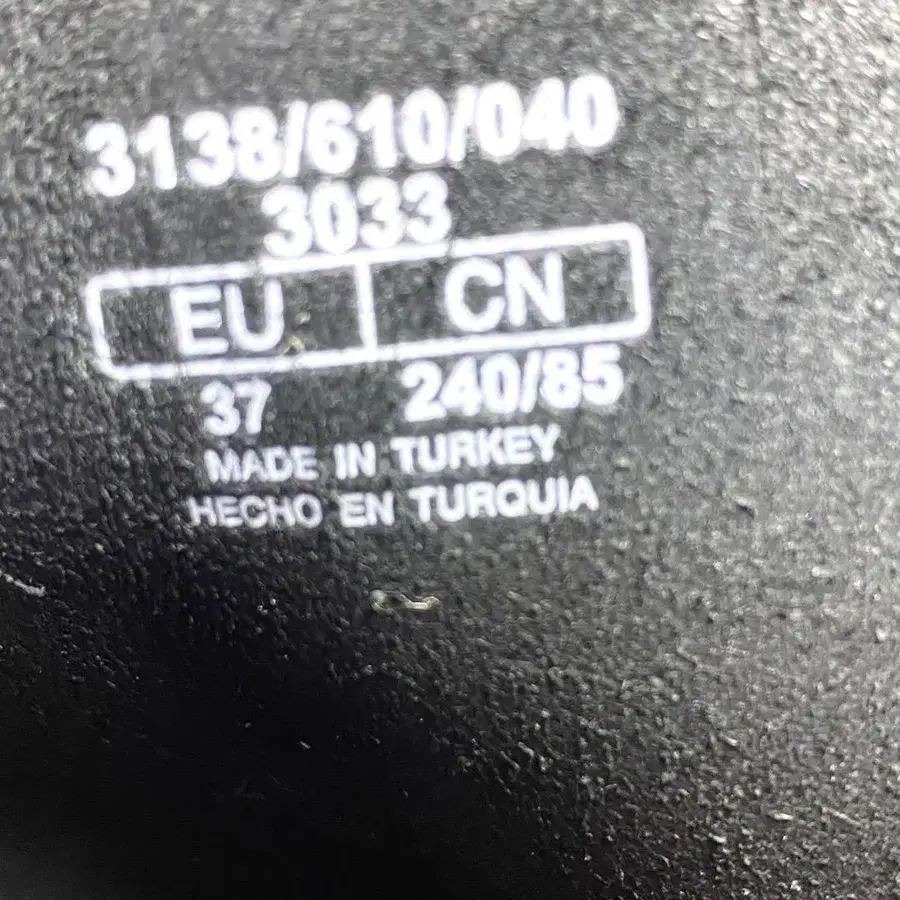 3138/610/040
3033
EU CN
37 240/85
MADE IN TURKEY
HECHO EN TURQUIA